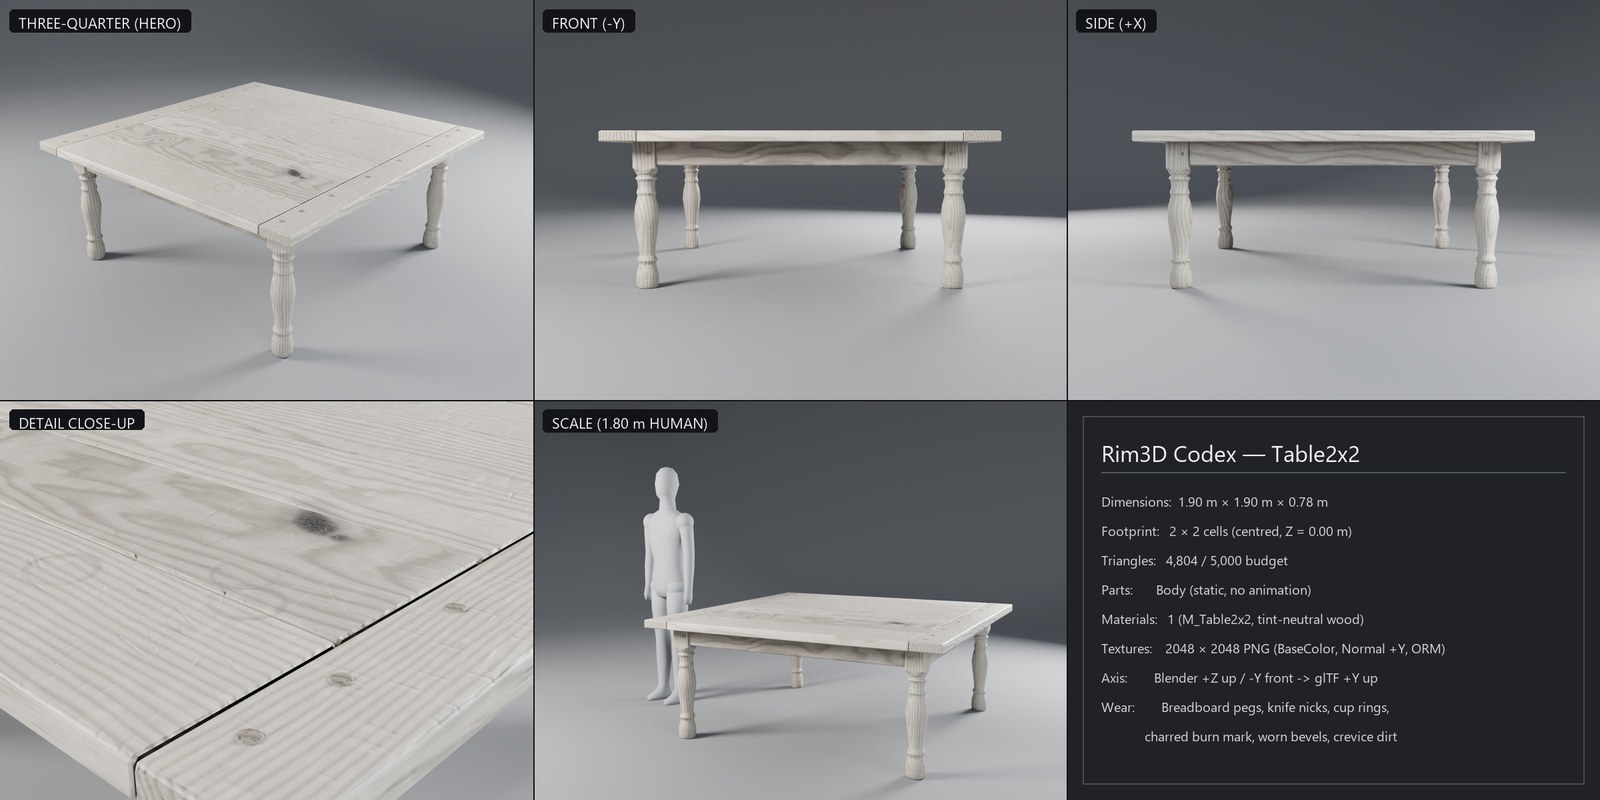 THREE-QUARTER (HERO)
FRONT (-Y)
SIDE (+X)
DETAIL CLOSE-UP
SCALE (1.80 m HUMAN)
Rim3D Codex — Table2x2
Dimensions: 1.90 m × 1.90 m × 0.78 m
Footprint: 2 × 2 cells (centred, Z = 0.00 m)
Triangles: 4,804 / 5,000 budget
Parts: Body (static, no animation)
Materials: 1 (M_Table2x2, tint-neutral wood)
Textures: 2048 × 2048 PNG (BaseColor, Normal +Y, ORM)
Axis: Blender +Z up / -Y front -> glTF +Y up
Wear: Breadboard pegs, knife nicks, cup rings,
charred burn mark, worn bevels, crevice dirt